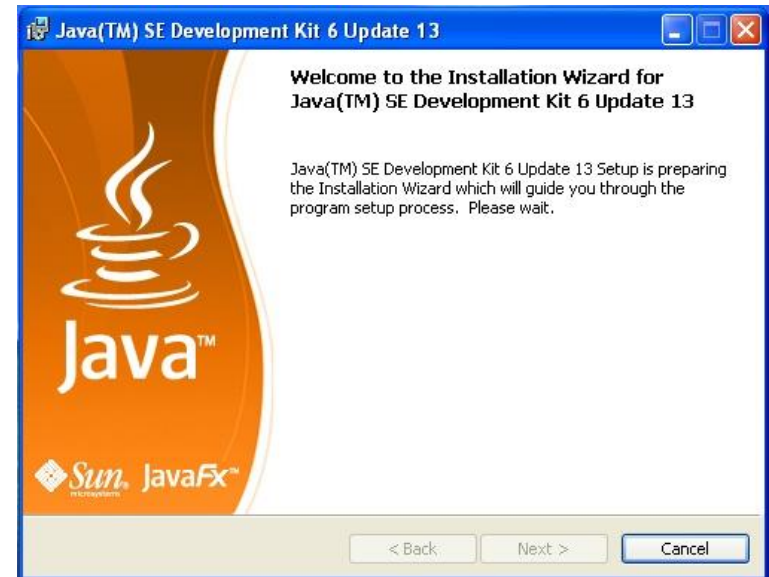 Java(TM) SE Development Kit 6 Update 13
Welcome to the Installation Wizard for
Java(TM) SE Development Kit 6 Update 13
Java(TM) SE Development Kit 6 Update 13 Setup is preparing
the Installation Wizard which will guide you through the
program setup process.  Please wait.
Java™
Sun microsystems JavaFx™
< Back Next > Cancel